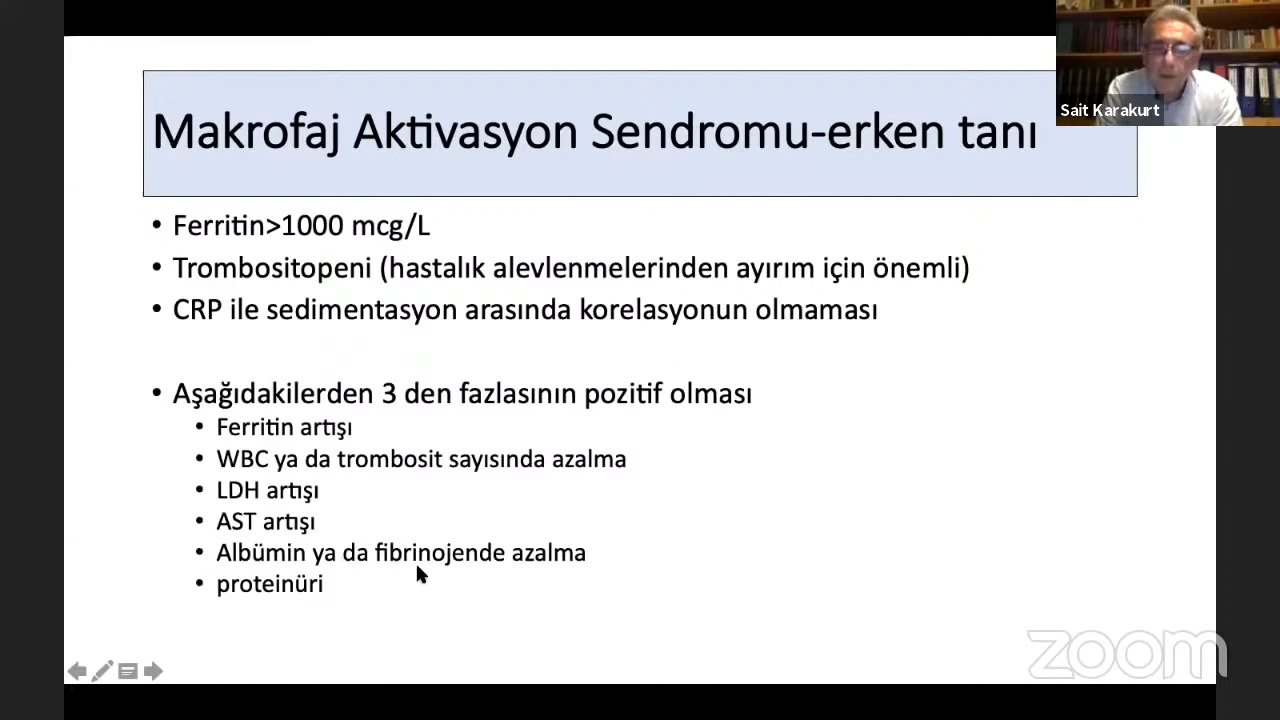 Sait Karakurt
Makrofaj Aktivasyon Sendromu-erken tanı
• Ferritin>1000 mcg/L
• Trombositopeni (hastalık alevlenmelerinden ayırım için önemli)
• CRP ile sedimentasyon arasında korelasyonun olmaması
• Aşağıdakilerden 3 den fazlasının pozitif olması
• Ferritin artışı
• WBC ya da trombosit sayısında azalma
• LDH artışı
• AST artışı
• Albümin ya da fibrinojende azalma
• proteinüri
zoom